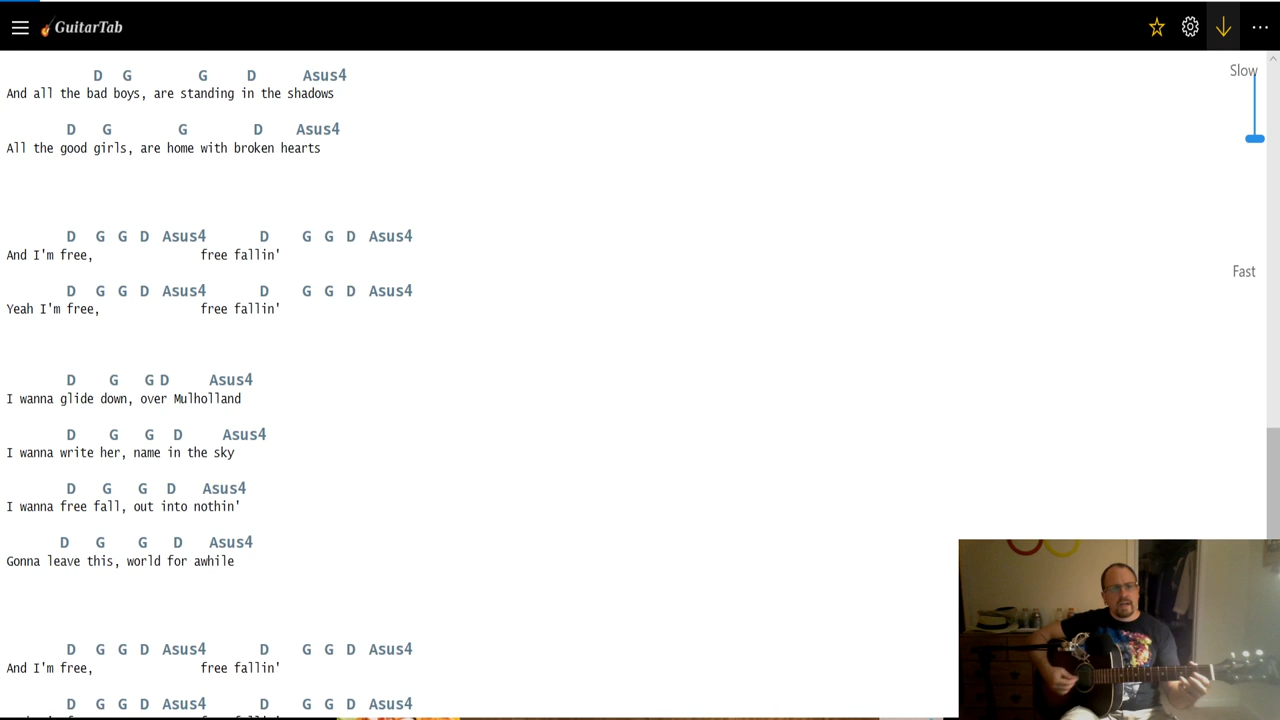 GuitarTab
D G G D Asus4
And all the bad boys, are standing in the shadows
D G G D Asus4
All the good girls, are home with broken hearts
D G G D Asus4 D G G D Asus4
And I'm free, free fallin'
D G G D Asus4 D G G D Asus4
Yeah I'm free, free fallin'
D G G D Asus4
I wanna glide down, over Mulholland
D G G D Asus4
I wanna write her, name in the sky
D G G D Asus4
I wanna free fall, out into nothin'
D G G D Asus4
Gonna leave this, world for awhile
D G G D Asus4 D G G D Asus4
And I'm free, free fallin'
D G G D Asus4 D G G D Asus4
Slow
Fast